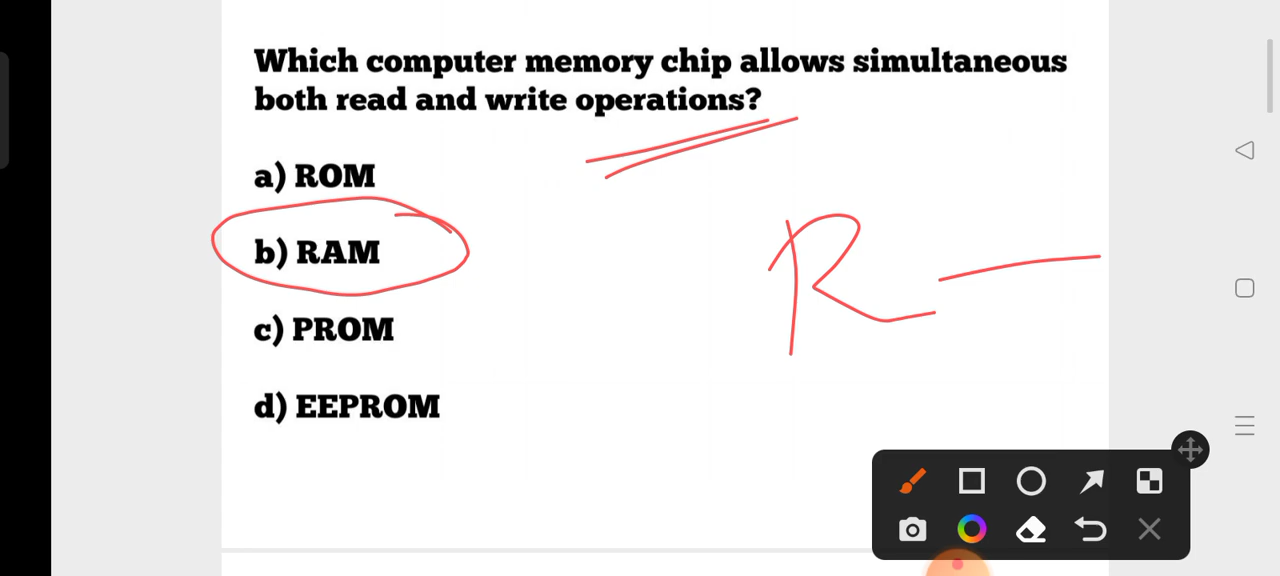 Which computer memory chip allows simultaneous
both read and write operations?
a) ROM
b) RAM
R
c) PROM
d) EEPROM